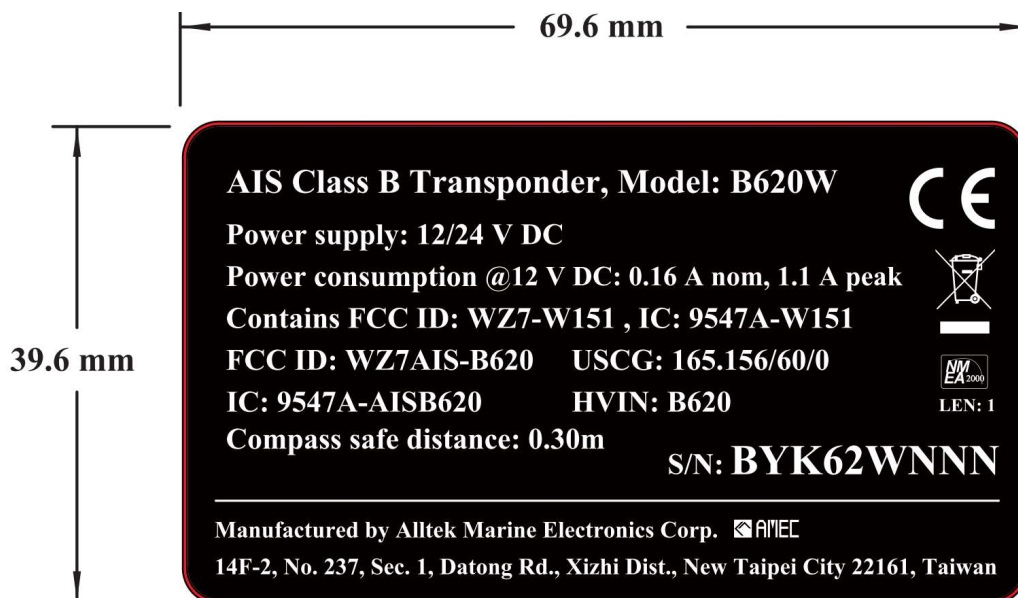 69.6 mm
39.6 mm
AIS Class B Transponder, Model: B620W
CE
Power supply: 12/24 V DC
Power consumption @12 V DC: 0.16 A nom, 1.1 A peak
Contains FCC ID: WZ7-W151 , IC: 9547A-W151
FCC ID: WZ7AIS-B620 USCG: 165.156/60/0
NMEA 2000
IC: 9547A-AISB620 HVIN: B620
LEN: 1
Compass safe distance: 0.30m
S/N: BYK62WNNN
Manufactured by Alltek Marine Electronics Corp. AMEC
14F-2, No. 237, Sec. 1, Datong Rd., Xizhi Dist., New Taipei City 22161, Taiwan